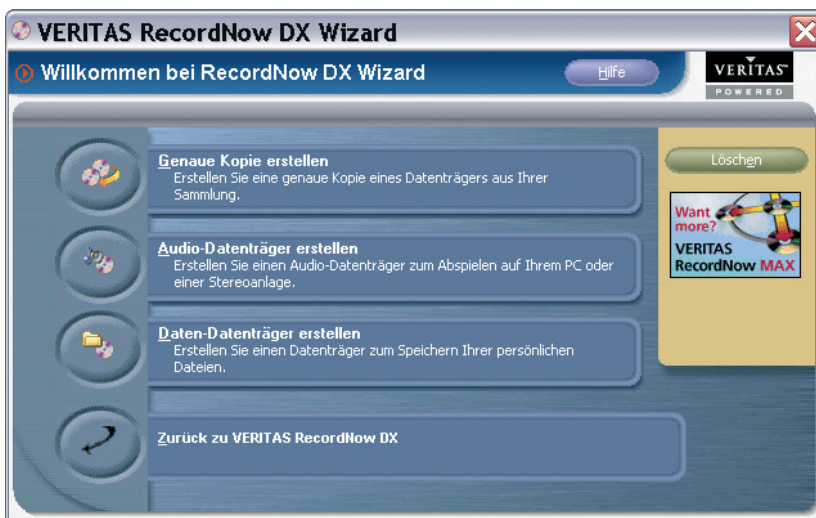 VERITAS RecordNow DX Wizard
Willkommen bei RecordNow DX Wizard
Hilfe
VERITAS™
POWERED
Genaue Kopie erstellen
Erstellen Sie eine genaue Kopie eines Datenträgers aus Ihrer
Sammlung.
Audio-Datenträger erstellen
Erstellen Sie einen Audio-Datenträger zum Abspielen auf Ihrem PC oder
einer Stereoanlage.
Daten-Datenträger erstellen
Erstellen Sie einen Datenträger zum Speichern Ihrer persönlichen
Dateien.
Zurück zu VERITAS RecordNow DX
Löschen
Want
more?
VERITAS
RecordNow MAX